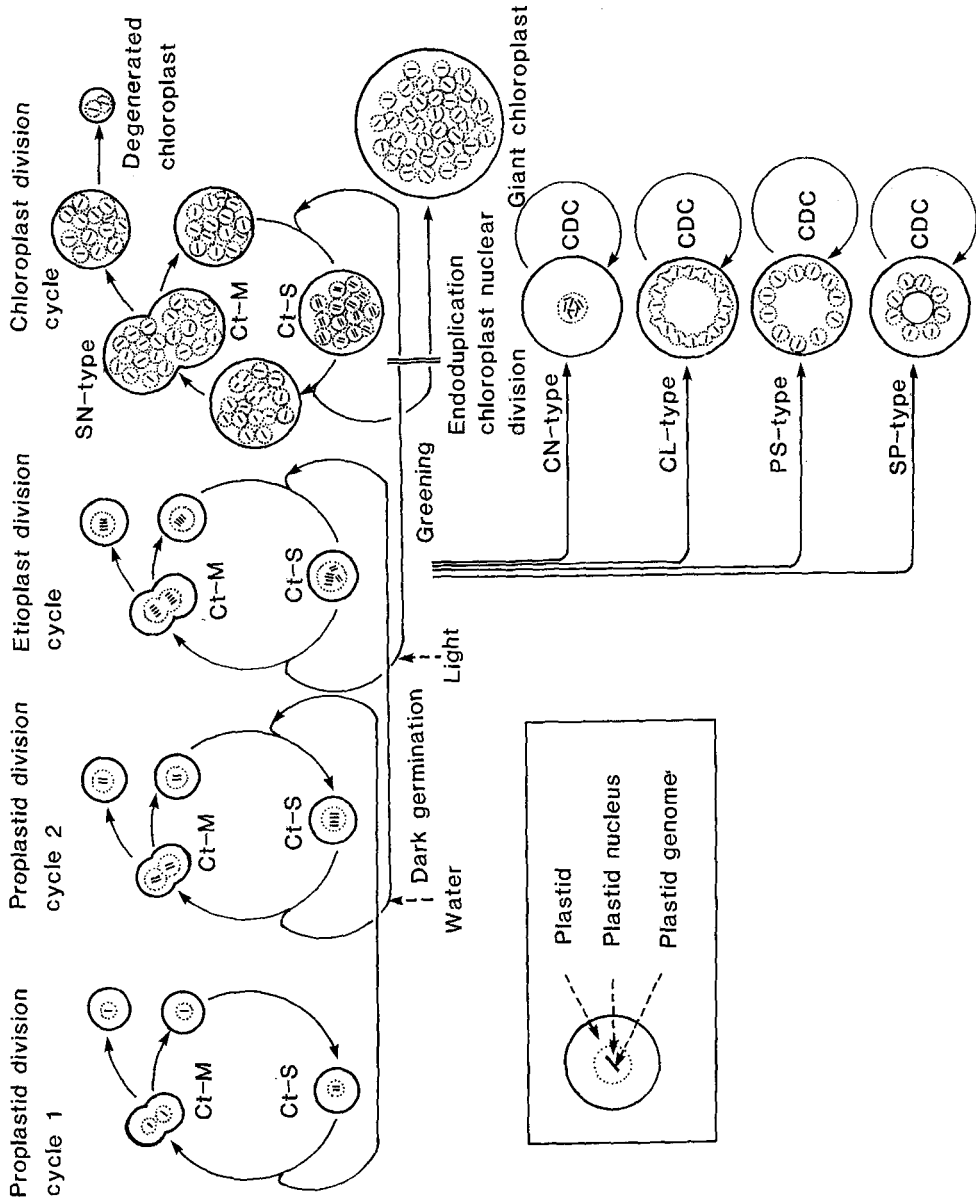 Proplastid division
cycle 1
Ct-M
Ct-S
Proplastid division
cycle 2
Ct-M
Ct-S
Water
Dark germination
Etioplast division
cycle
Ct-M
Ct-S
Light
Greening
Chloroplast division
cycle
SN-type
Ct-M
Ct-S
Degenerated
chloroplast
Endoduplication
chloroplast nuclear
division
Giant chloroplast
CN-type
CDC
CL-type
CDC
PS-type
CDC
SP-type
CDC
Plastid
Plastid nucleus
Plastid genome